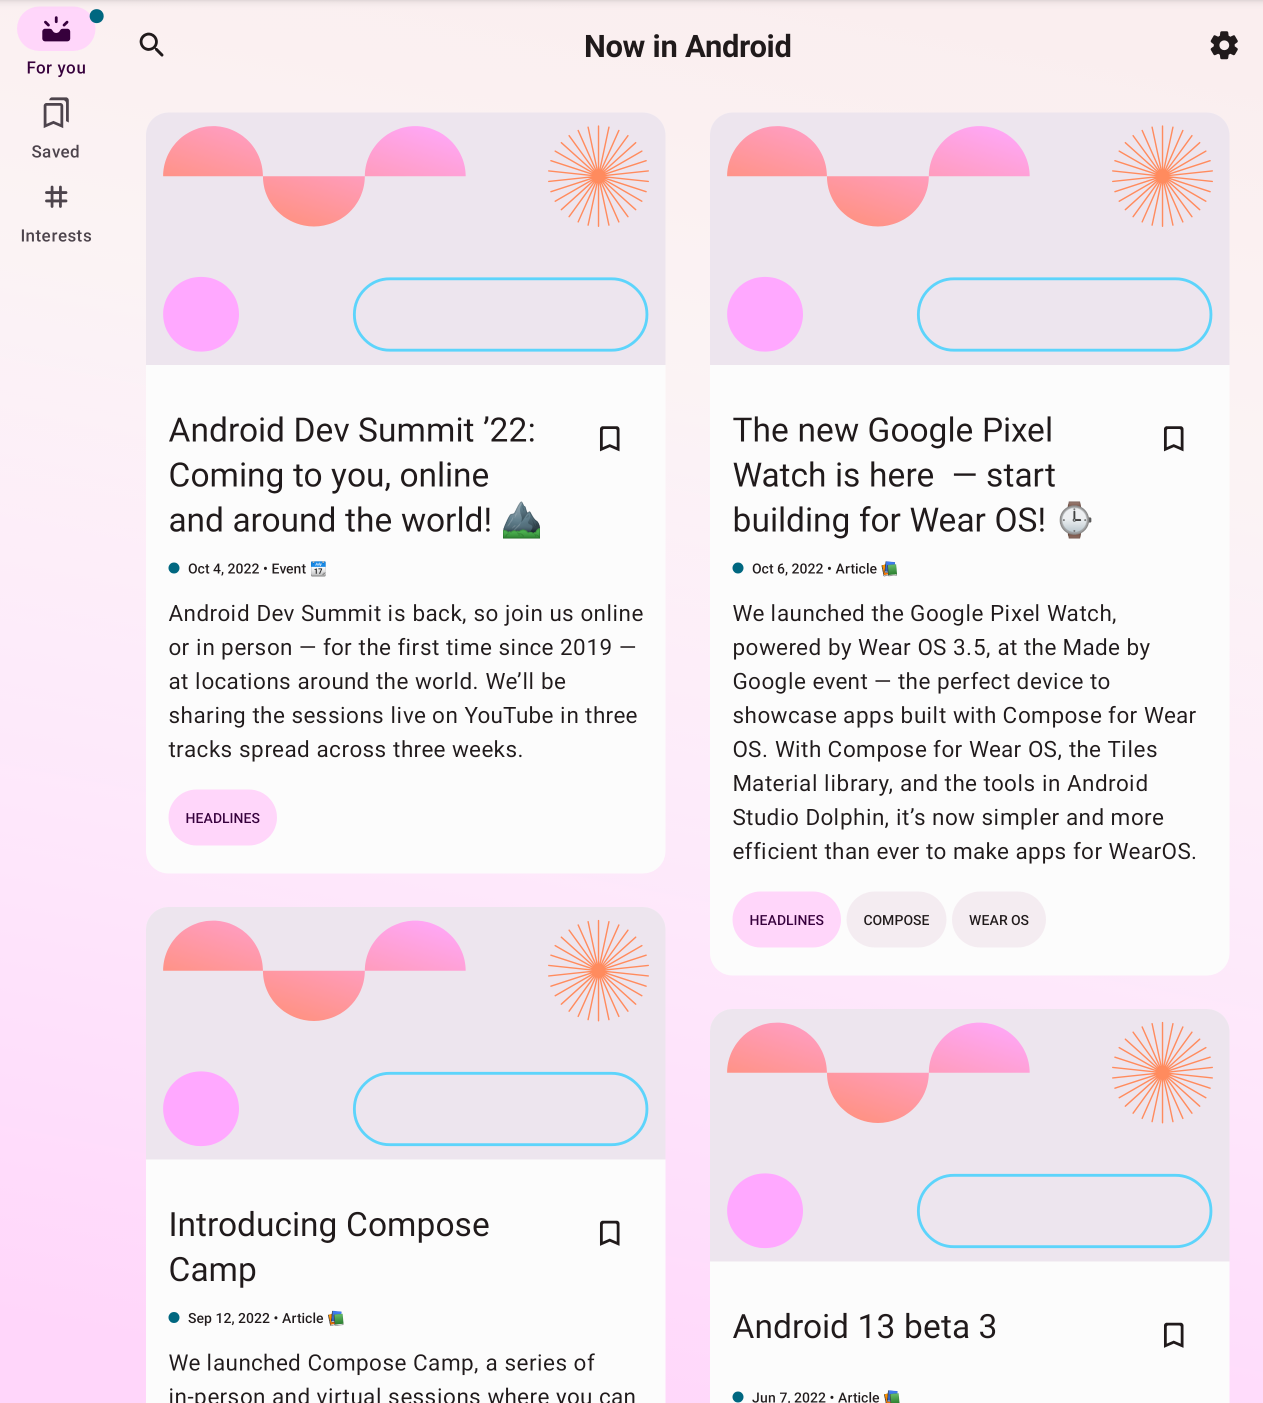 For you
Saved
Interests
Now in Android
Android Dev Summit ’22:
Coming to you, online
and around the world! ⛰️
Oct 4, 2022 • Event 📆
Android Dev Summit is back, so join us online
or in person — for the first time since 2019 —
at locations around the world. We’ll be
sharing the sessions live on YouTube in three
tracks spread across three weeks.
HEADLINES
The new Google Pixel
Watch is here  — start
building for Wear OS! ⌚
Oct 6, 2022 • Article 📚
We launched the Google Pixel Watch,
powered by Wear OS 3.5, at the Made by
Google event — the perfect device to
showcase apps built with Compose for Wear
OS. With Compose for Wear OS, the Tiles
Material library, and the tools in Android
Studio Dolphin, it’s now simpler and more
efficient than ever to make apps for WearOS.
HEADLINES COMPOSE WEAR OS
Introducing Compose
Camp
Sep 12, 2022 • Article 📚
We launched Compose Camp, a series of
in-person and virtual sessions where you can
Android 13 beta 3
Jun 7, 2022 • Article 📚